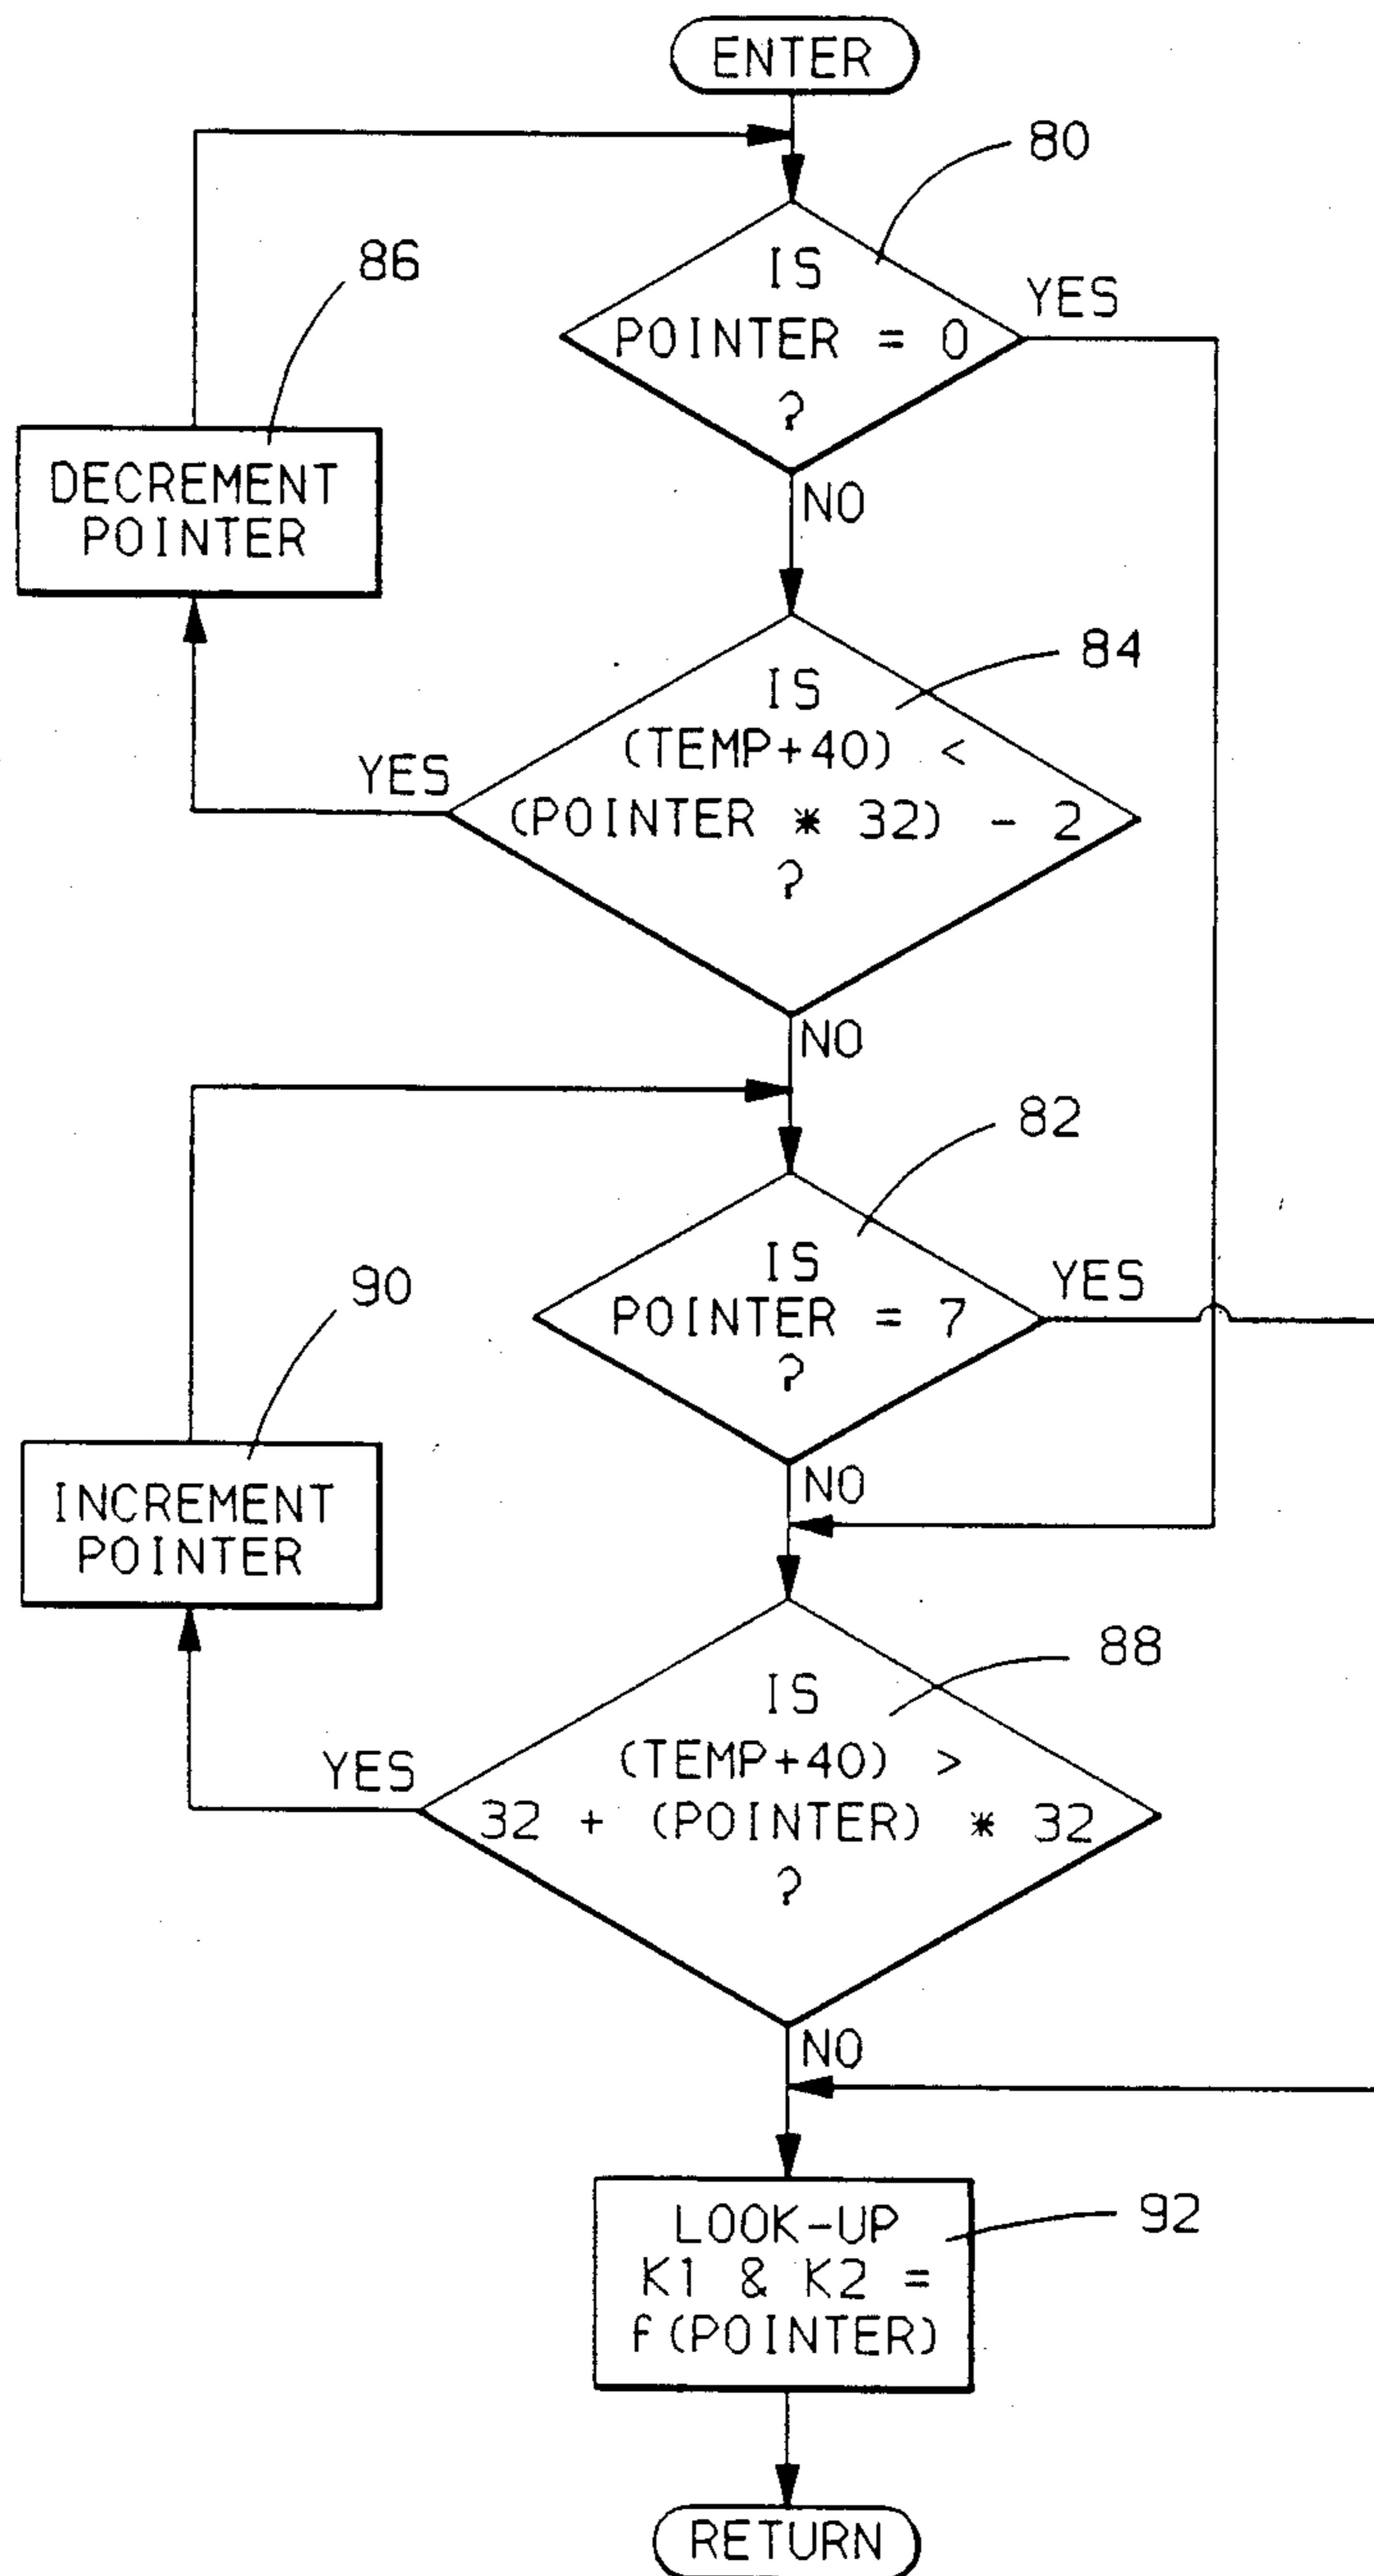 ENTER
80
IS
POINTER = 0
?
YES
NO
86
DECREMENT
POINTER
84
IS
(TEMP+40) <
(POINTER * 32) - 2
?
YES
NO
82
IS
POINTER = 7
?
YES
NO
90
INCREMENT
POINTER
88
IS
(TEMP+40) >
32 + (POINTER) * 32
?
YES
NO
92
LOOK-UP
K1 & K2 =
f(POINTER)
RETURN